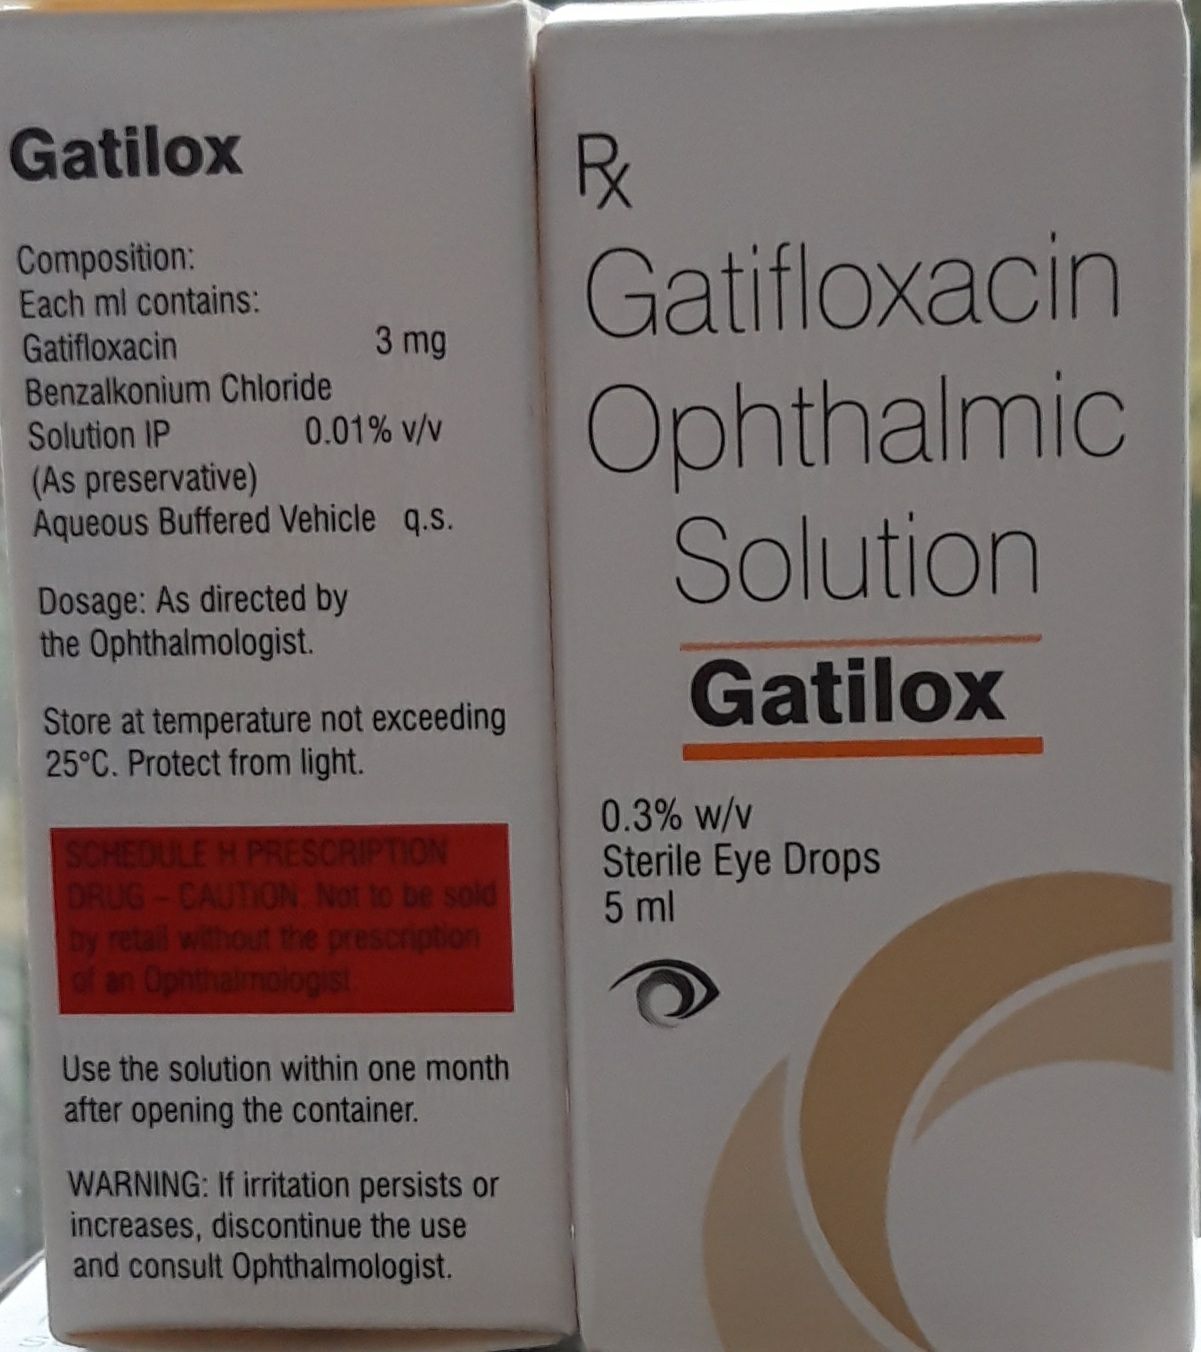 Gatilox
Composition:
Each ml contains:
Gatifloxacin 3 mg
Benzalkonium Chloride
Solution IP 0.01% v/v
(As preservative)
Aqueous Buffered Vehicle q.s.
Dosage: As directed by
the Ophthalmologist.
Store at temperature not exceeding
25°C. Protect from light.
SCHEDULE H PRESCRIPTION
DRUG – CAUTION: Not to be sold
by retail without the prescription
of an Ophthalmologist.
Use the solution within one month
after opening the container.
WARNING: If irritation persists or
increases, discontinue the use
and consult Ophthalmologist.
Rx
Gatifloxacin
Ophthalmic
Solution
Gatilox
0.3% w/v
Sterile Eye Drops
5 ml